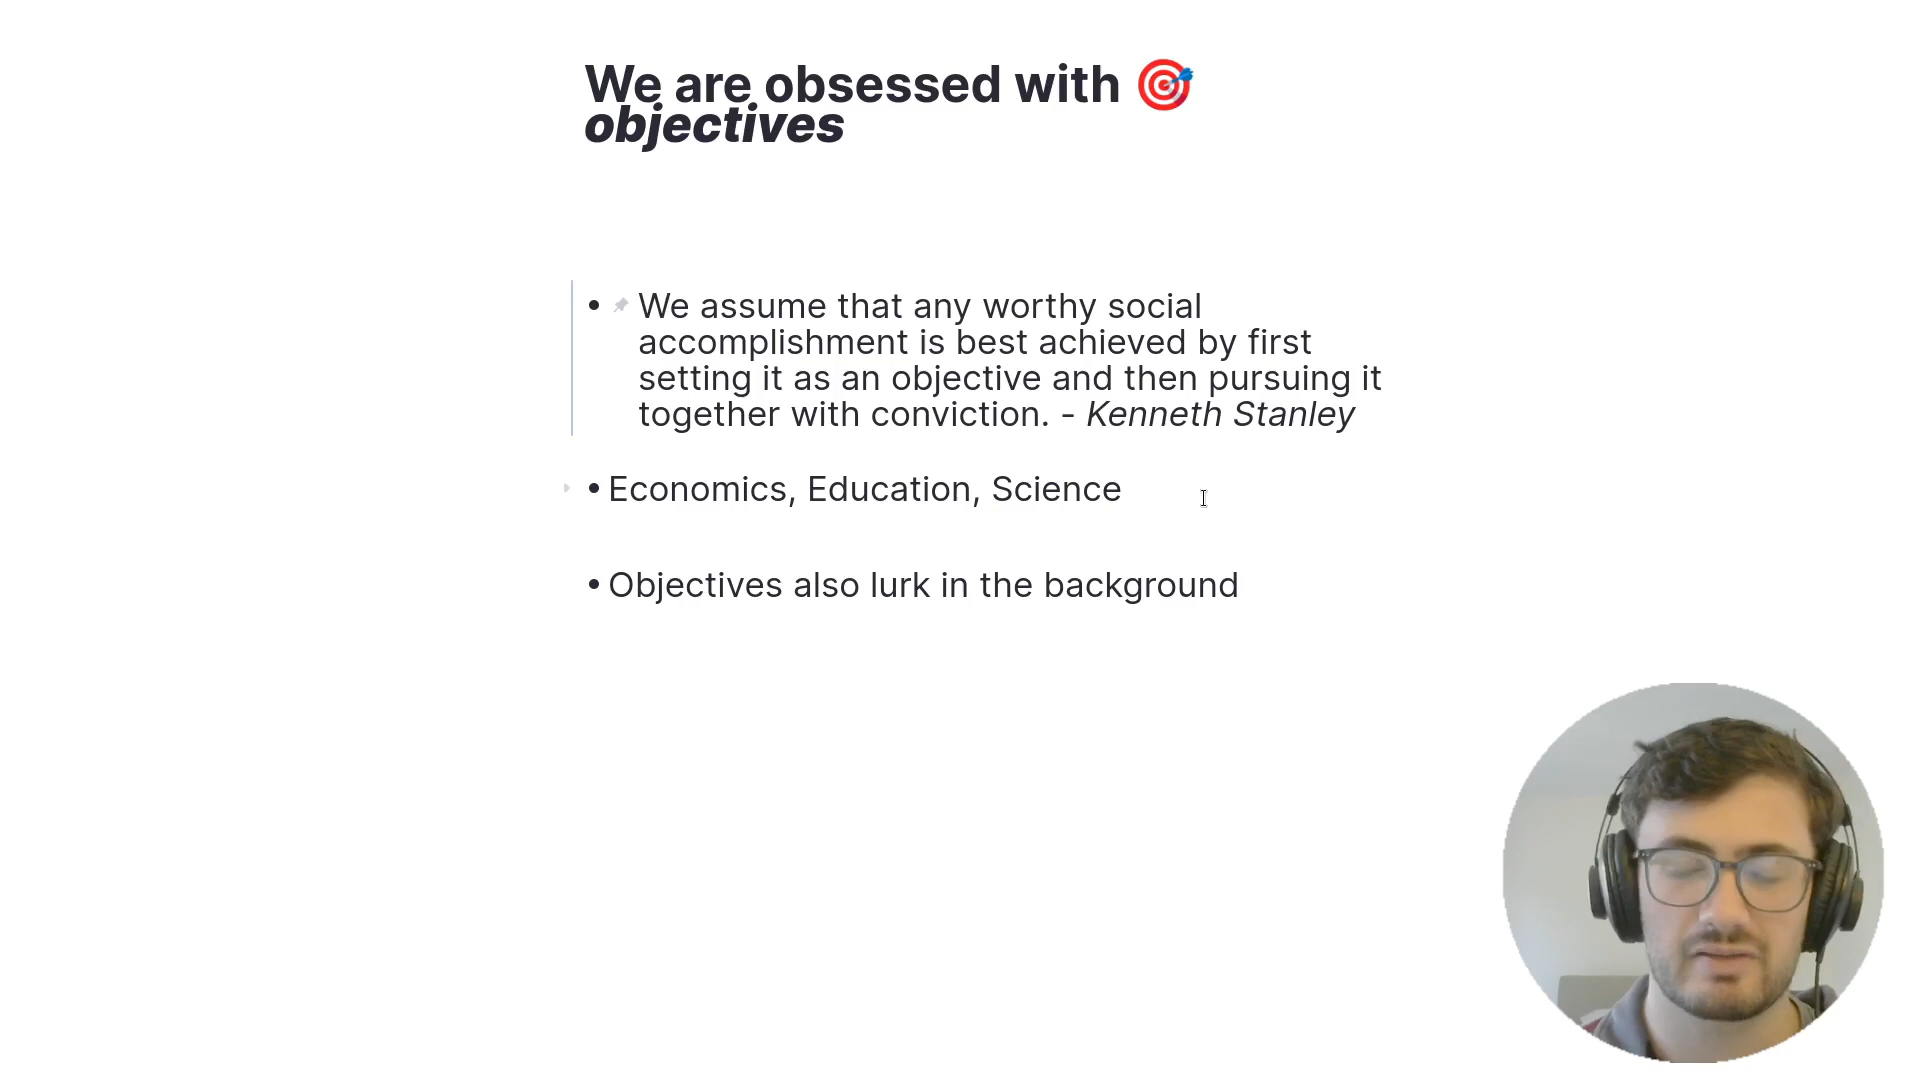 We are obsessed with 🎯
objectives
• 📌 We assume that any worthy social
accomplishment is best achieved by first
setting it as an objective and then pursuing it
together with conviction. - Kenneth Stanley
• Economics, Education, Science
• Objectives also lurk in the background